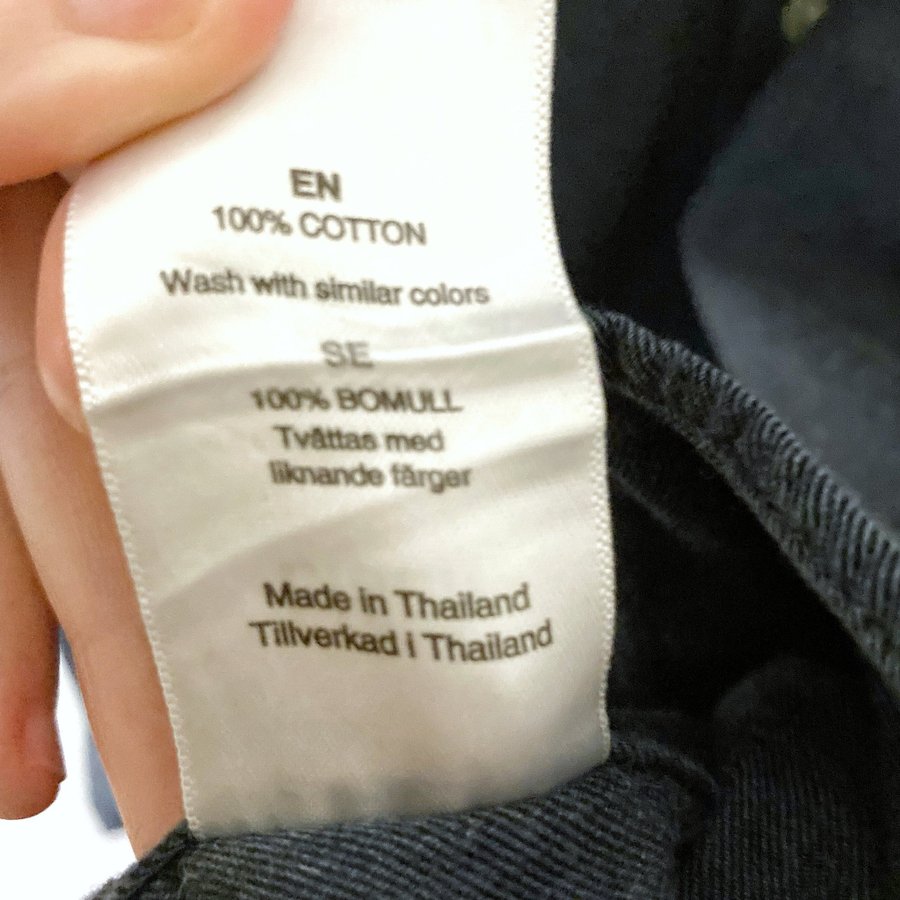 EN
100% COTTON
Wash with similar colors
SE
100% BOMULL
Tvättas med
liknande färger
Made in Thailand
Tillverkad i Thailand